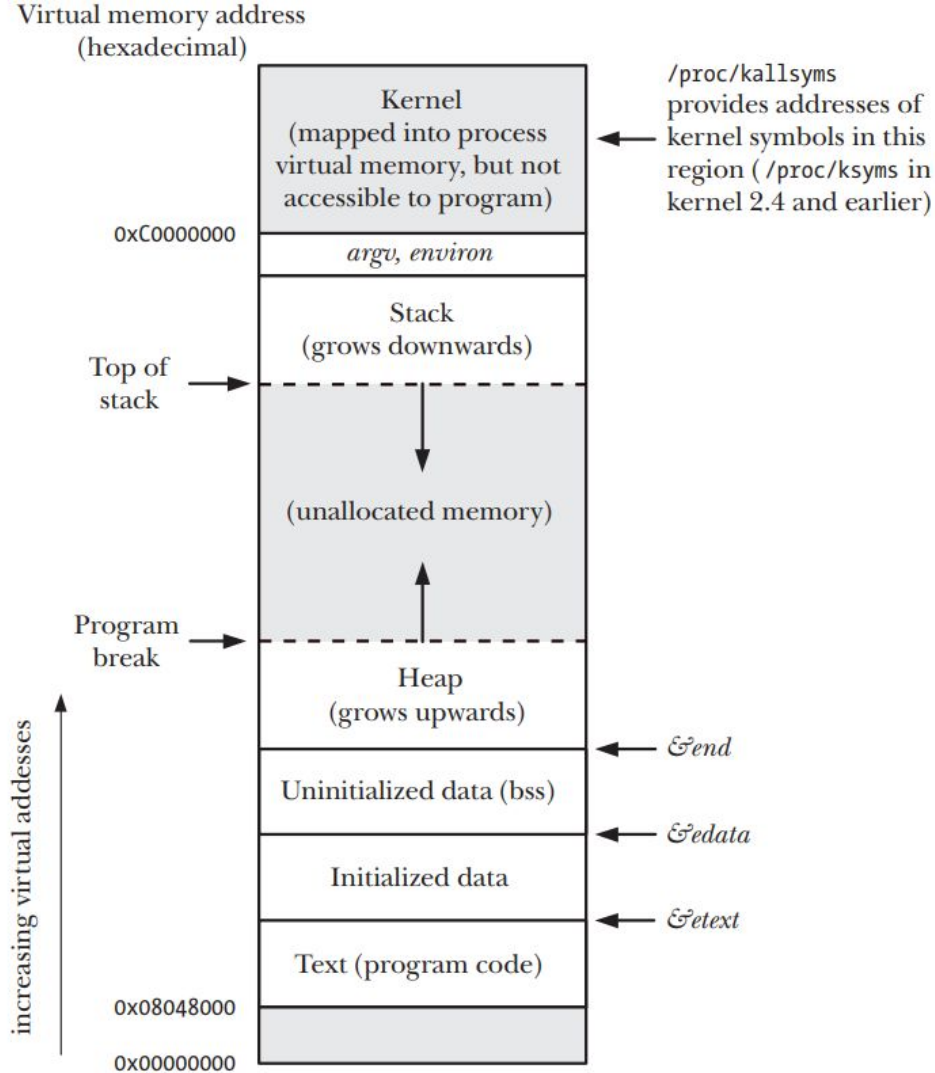 Virtual memory address
(hexadecimal)
Kernel
(mapped into process
virtual memory, but not
accessible to program)
/proc/kallsyms
provides addresses of
kernel symbols in this
region (/proc/ksyms in
kernel 2.4 and earlier)
0xC0000000
argv, environ
Stack
(grows downwards)
Top of
stack
(unallocated memory)
Program
break
Heap
(grows upwards)
&end
Uninitialized data (bss)
&edata
Initialized data
&etext
Text (program code)
0x08048000
0x00000000
increasing virtual addesses